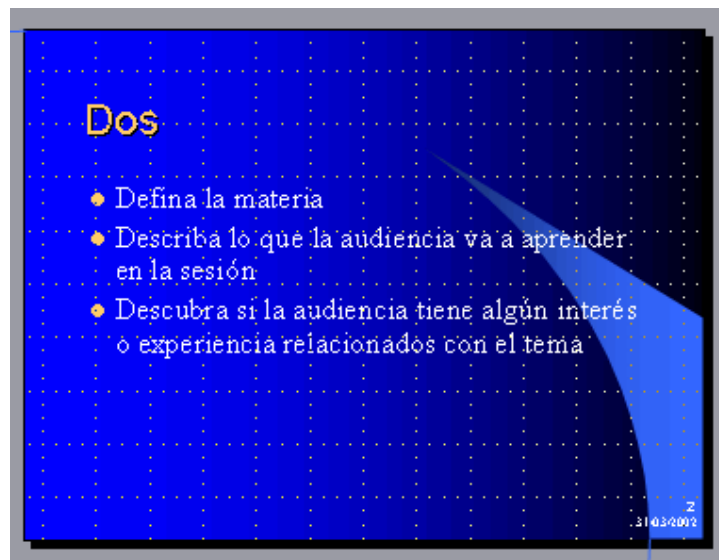 Dos
Defina la materia
Describa lo que la audiencia va a aprender
en la sesión
Descubra si la audiencia tiene algún interés
o experiencia relacionados con el tema
2
31/03/2002